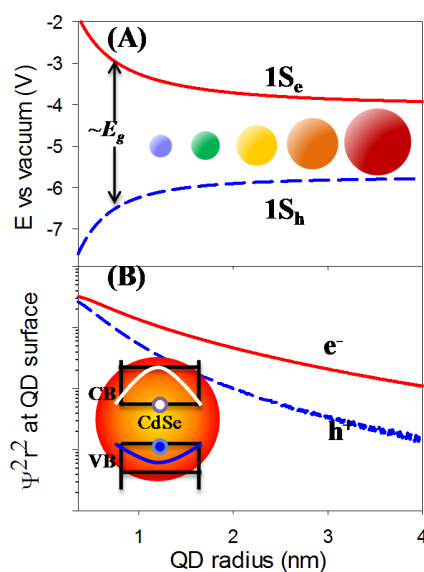 (A)
E vs vacuum (V)
-2
-3
-4
-5
-6
-7
1Sₑ
~E_g
1Sₕ
(B)
Ψ²r² at QD surface
e⁻
CB
CdSe
VB
h⁺
1
2
3
4
QD radius (nm)